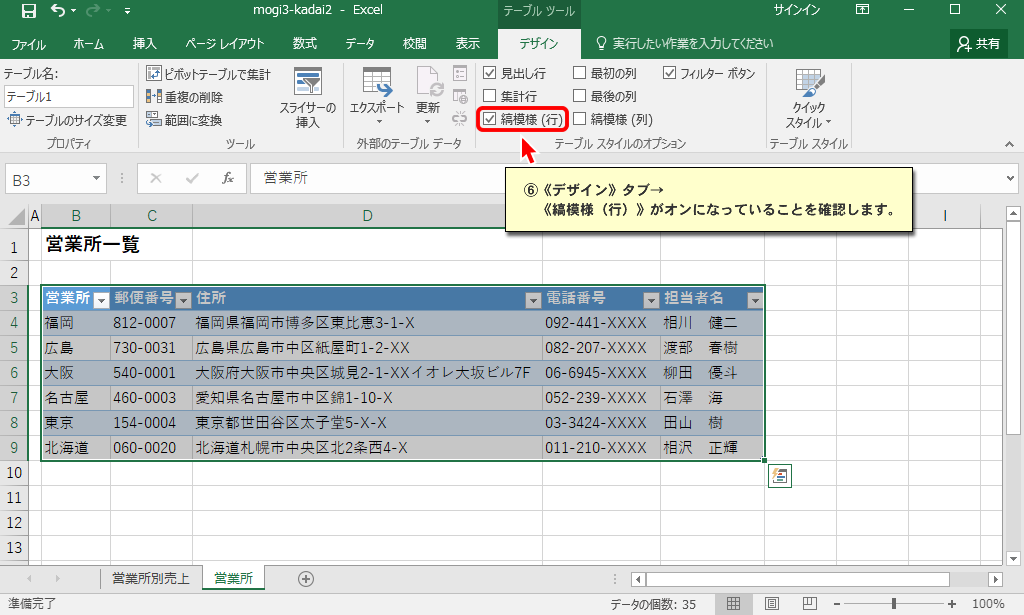 mogi3-kadai2 - Excel
テーブル ツール
サインイン
ファイル ホーム 挿入 ページ レイアウト 数式 データ 校閲 表示 デザイン 実行したい作業を入力してください 共有
テーブル名:
テーブル1
テーブルのサイズ変更
プロパティ
ピボットテーブルで集計
重複の削除
範囲に変換
スライサーの
挿入
ツール
エクスポート 更新
外部のテーブル データ
見出し行 最初の列 フィルター ボタン
集計行 最後の列
縞模様 (行) 縞模様 (列)
テーブル スタイルのオプション
クイック
スタイル
テーブル スタイル
B3 fx 営業所
⑥《デザイン》タブ→
《縞模様（行）》がオンになっていることを確認します。
A B C D I
1 営業所一覧
2
3 営業所 郵便番号 住所 電話番号 担当者名
4 福岡 812-0007 福岡県福岡市博多区東比恵3-1-X 092-441-XXXX 相川 健二
5 広島 730-0031 広島県広島市中区紙屋町1-2-XX 082-207-XXXX 渡部 春樹
6 大阪 540-0001 大阪府大阪市中央区城見2-1-XXイオレ大坂ビル7F 06-6945-XXXX 柳田 優斗
7 名古屋 460-0003 愛知県名古屋市中区錦1-10-X 052-239-XXXX 石澤 海
8 東京 154-0004 東京都世田谷区太子堂5-X-X 03-3424-XXXX 田山 樹
9 北海道 060-0020 北海道札幌市中央区北2条西4-X 011-210-XXXX 相沢 正輝
10
11
12
13
営業所別売上 営業所
準備完了 データの個数: 35 100%